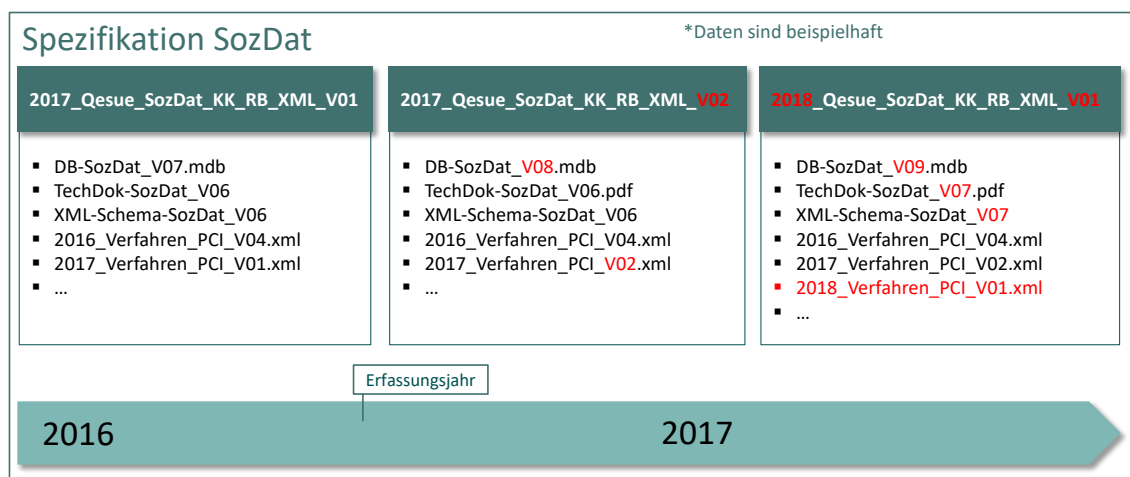 Spezifikation SozDat
*Daten sind beispielhaft
2017_Qesue_SozDat_KK_RB_XML_V01
▪ DB-SozDat_V07.mdb
▪ TechDok-SozDat_V06
▪ XML-Schema-SozDat_V06
▪ 2016_Verfahren_PCI_V04.xml
▪ 2017_Verfahren_PCI_V01.xml
▪ ...
2017_Qesue_SozDat_KK_RB_XML_V02
▪ DB-SozDat_V08.mdb
▪ TechDok-SozDat_V06.pdf
▪ XML-Schema-SozDat_V06
▪ 2016_Verfahren_PCI_V04.xml
▪ 2017_Verfahren_PCI_V02.xml
▪ ...
2018_Qesue_SozDat_KK_RB_XML_V01
▪ DB-SozDat_V09.mdb
▪ TechDok-SozDat_V07.pdf
▪ XML-Schema-SozDat_V07
▪ 2016_Verfahren_PCI_V04.xml
▪ 2017_Verfahren_PCI_V02.xml
▪ 2018_Verfahren_PCI_V01.xml
▪ ...
Erfassungsjahr
2016
2017